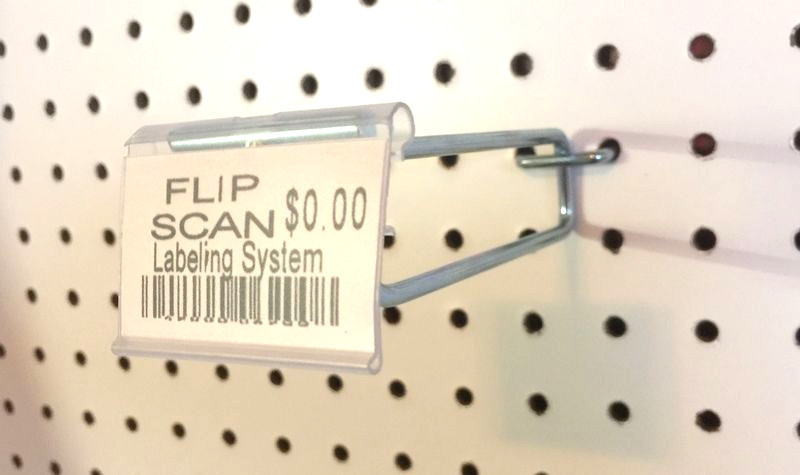 FLIP
SCAN $0.00
Labeling System